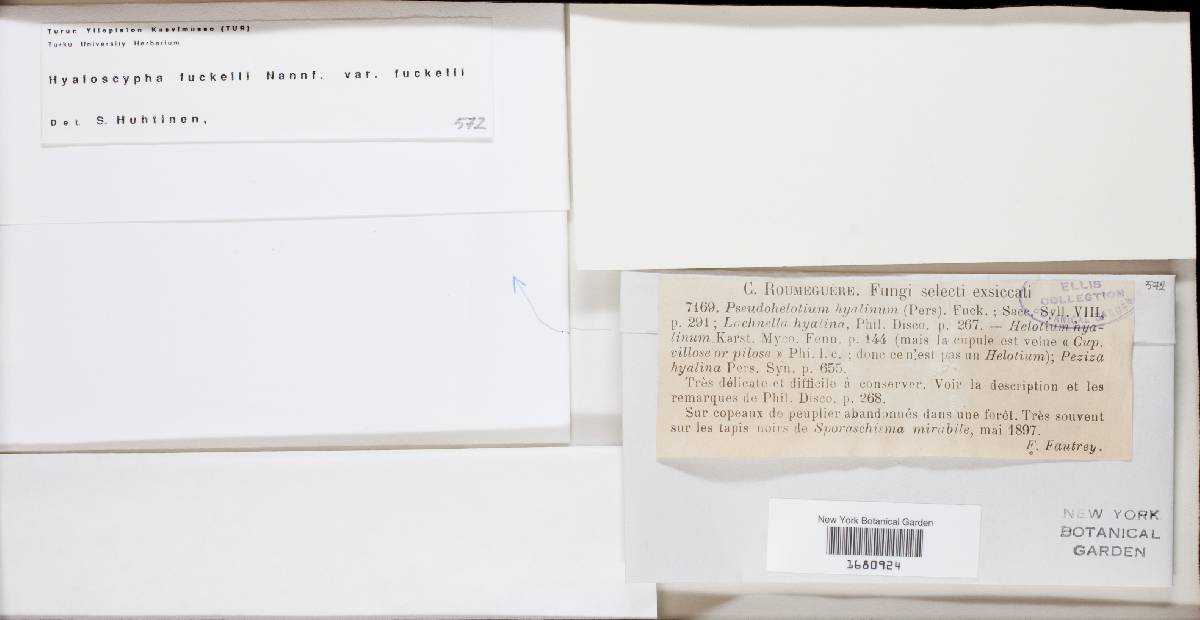 Turun Yliopiston Kasvimuseo (TUR)
Turku University Herbarium
Hyaloscypha fuckelii Nannf. var. fuckelii
Det. S. Huhtinen,
572
C. Roumeguère. Fungi selecti exsiccati
7169. Pseudohelotium hyalinum (Pers). Fuck. ; Sacc. Syll. VIII,
p. 291 ; Lachnella hyalina, Phil. Disco. p. 267. — Helotium hya-
linum Karst. Myco. Fenn. p. 144 (mais la cupule est velue « Cup.
villose or pilose » Phil. l. c. ; donc ce n'est pas un Helotium); Peziza
hyalina Pers. Syn. p. 655.
Très délicate et difficile à conserver. Voir la description et les
remarques de Phil. Disco. p. 268.
Sur copeaux de peuplier abandonnés dans une forêt. Très souvent
sur les tapis noirs de Sporoschisma mirabile, mai 1897.
F. Fautrey.
ELLIS
COLLECTION
572
New York Botanical Garden
1680924
NEW YORK
BOTANICAL
GARDEN